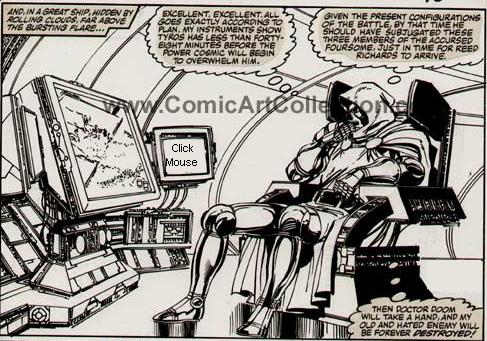 AND, IN A GREAT SHIP, HIDDEN BY
ROLLING CLOUDS, FAR ABOVE
THE BURSTING FLARE...
EXCELLENT. EXCELLENT. ALL
GOES EXACTLY ACCORDING TO
PLAN. MY INSTRUMENTS SHOW
TYROS HAS LESS THAN FORTY
EIGHT MINUTES BEFORE THE
POWER COSMIC WILL BEGIN
TO OVERWHELM HIM.
GIVEN THE PRESENT CONFIGURATIONS
OF THE BATTLE, BY THAT TIME HE
SHOULD HAVE SUBJUGATED THESE
THREE MEMBERS OF THE ACCURSED
FOURSOME. JUST IN TIME FOR REED
RICHARDS TO ARRIVE.
www.ComicArtCollec
Click
Mouse
THEN DOCTOR DOOM
WILL TAKE A HAND, AND MY
OLD AND HATED ENEMY WILL
BE FOREVER DESTROYED!